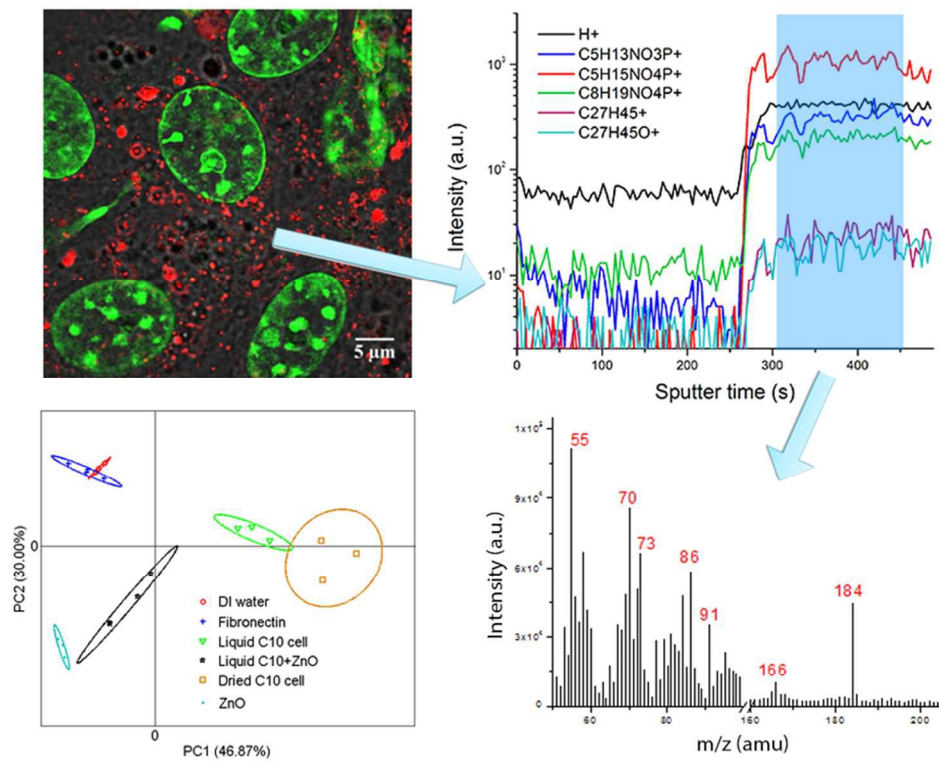 5 µm
H+
C5H13NO3P+
C5H15NO4P+
C8H19NO4P+
C27H45+
C27H45O+
Intensity (a.u.)
10³
10²
10¹
0 100 200 300 400
Sputter time (s)
PC2 (30.00%)
0
DI water
Fibronectin
Liquid C10 cell
Liquid C10+ZnO
Dried C10 cell
ZnO
0
PC1 (46.87%)
Intensity (a.u.)
55
70
73
86
91
166
184
0
60 80 160 180 200
m/z (amu)